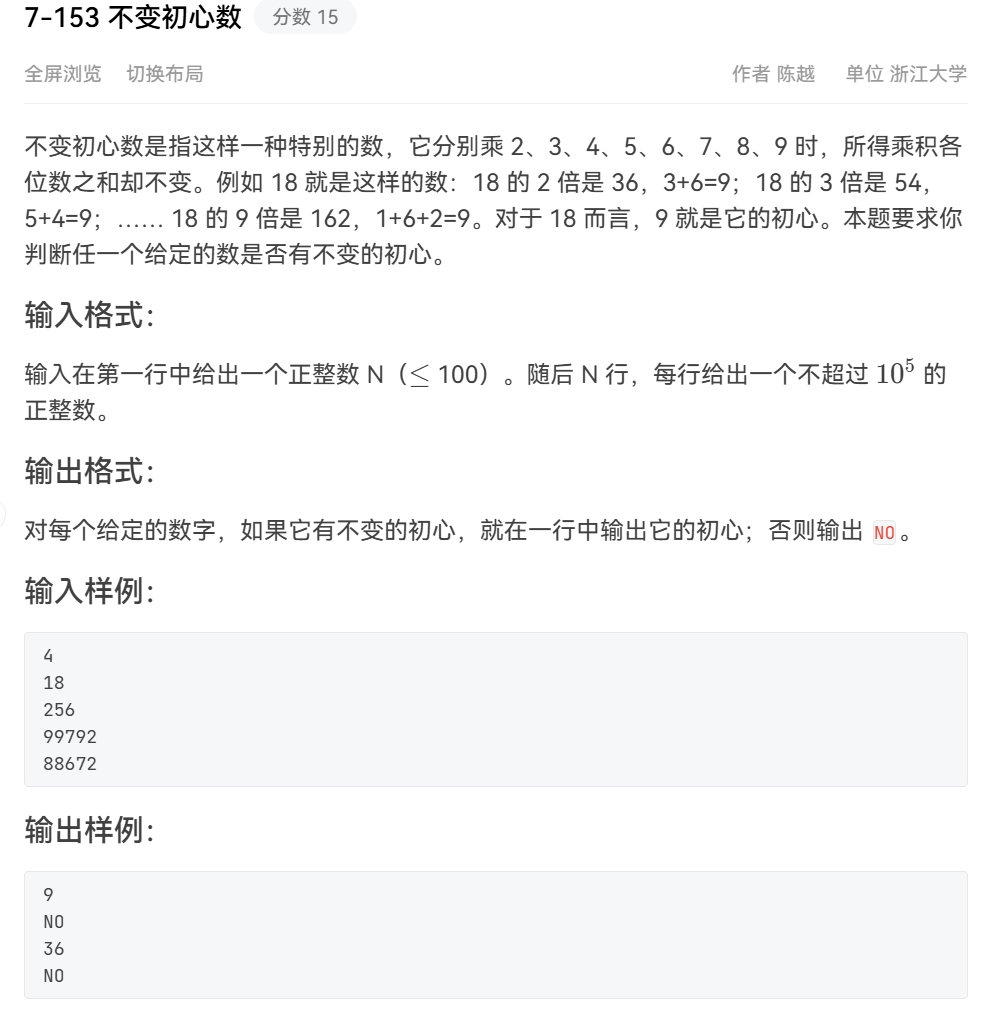 7-153 不变初心数 分数 15
全屏浏览 切换布局 作者 陈越 单位 浙江大学
不变初心数是指这样一种特别的数，它分别乘 2、3、4、5、6、7、8、9 时，所得乘积各
位数之和却不变。例如 18 就是这样的数：18 的 2 倍是 36，3+6=9；18 的 3 倍是 54，
5+4=9；…… 18 的 9 倍是 162，1+6+2=9。对于 18 而言，9 就是它的初心。本题要求你
判断任一个给定的数是否有不变的初心。
输入格式：
输入在第一行中给出一个正整数 N（≤ 100）。随后 N 行，每行给出一个不超过 10⁵ 的
正整数。
输出格式：
对每个给定的数字，如果它有不变的初心，就在一行中输出它的初心；否则输出 NO。
输入样例：
4
18
256
99792
88672
输出样例：
9
NO
36
NO